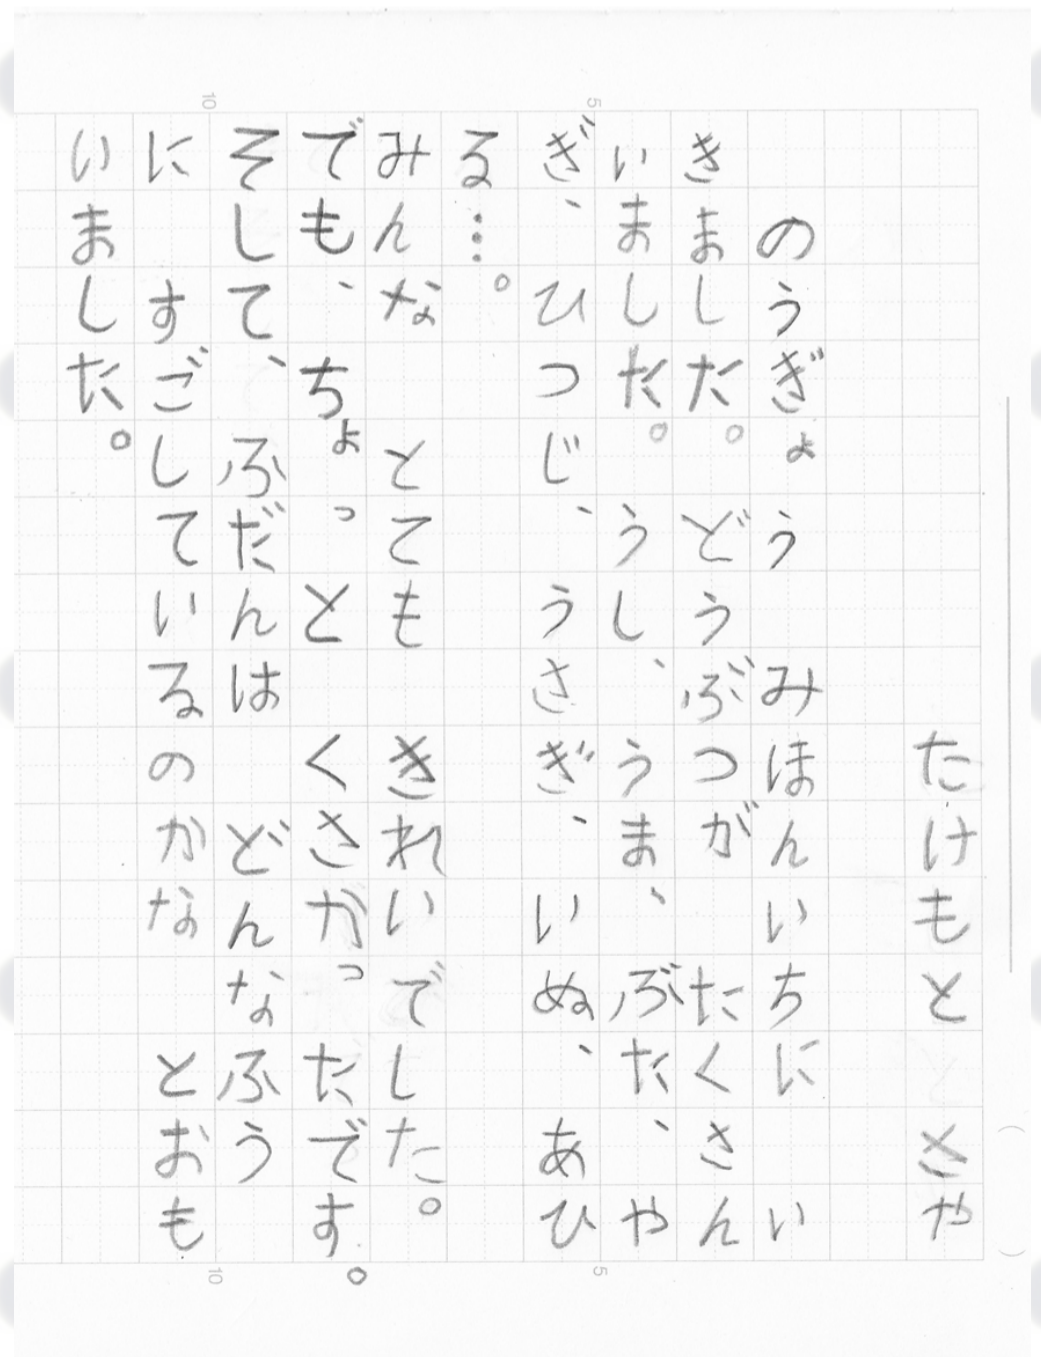 たけもと さや
のうぎょう みほんいちに い
きました。どうぶつが たくさん
いました。うし、うま、ぶた、や
ぎ、ひつじ、うさぎ、いぬ、あひ
る…。
みんな とても きれいでした。
でも、ちょっと くさかったです。
そして、ふだんは どんなふう
に すごしているのかな とおも
いました。
5
10
5
10